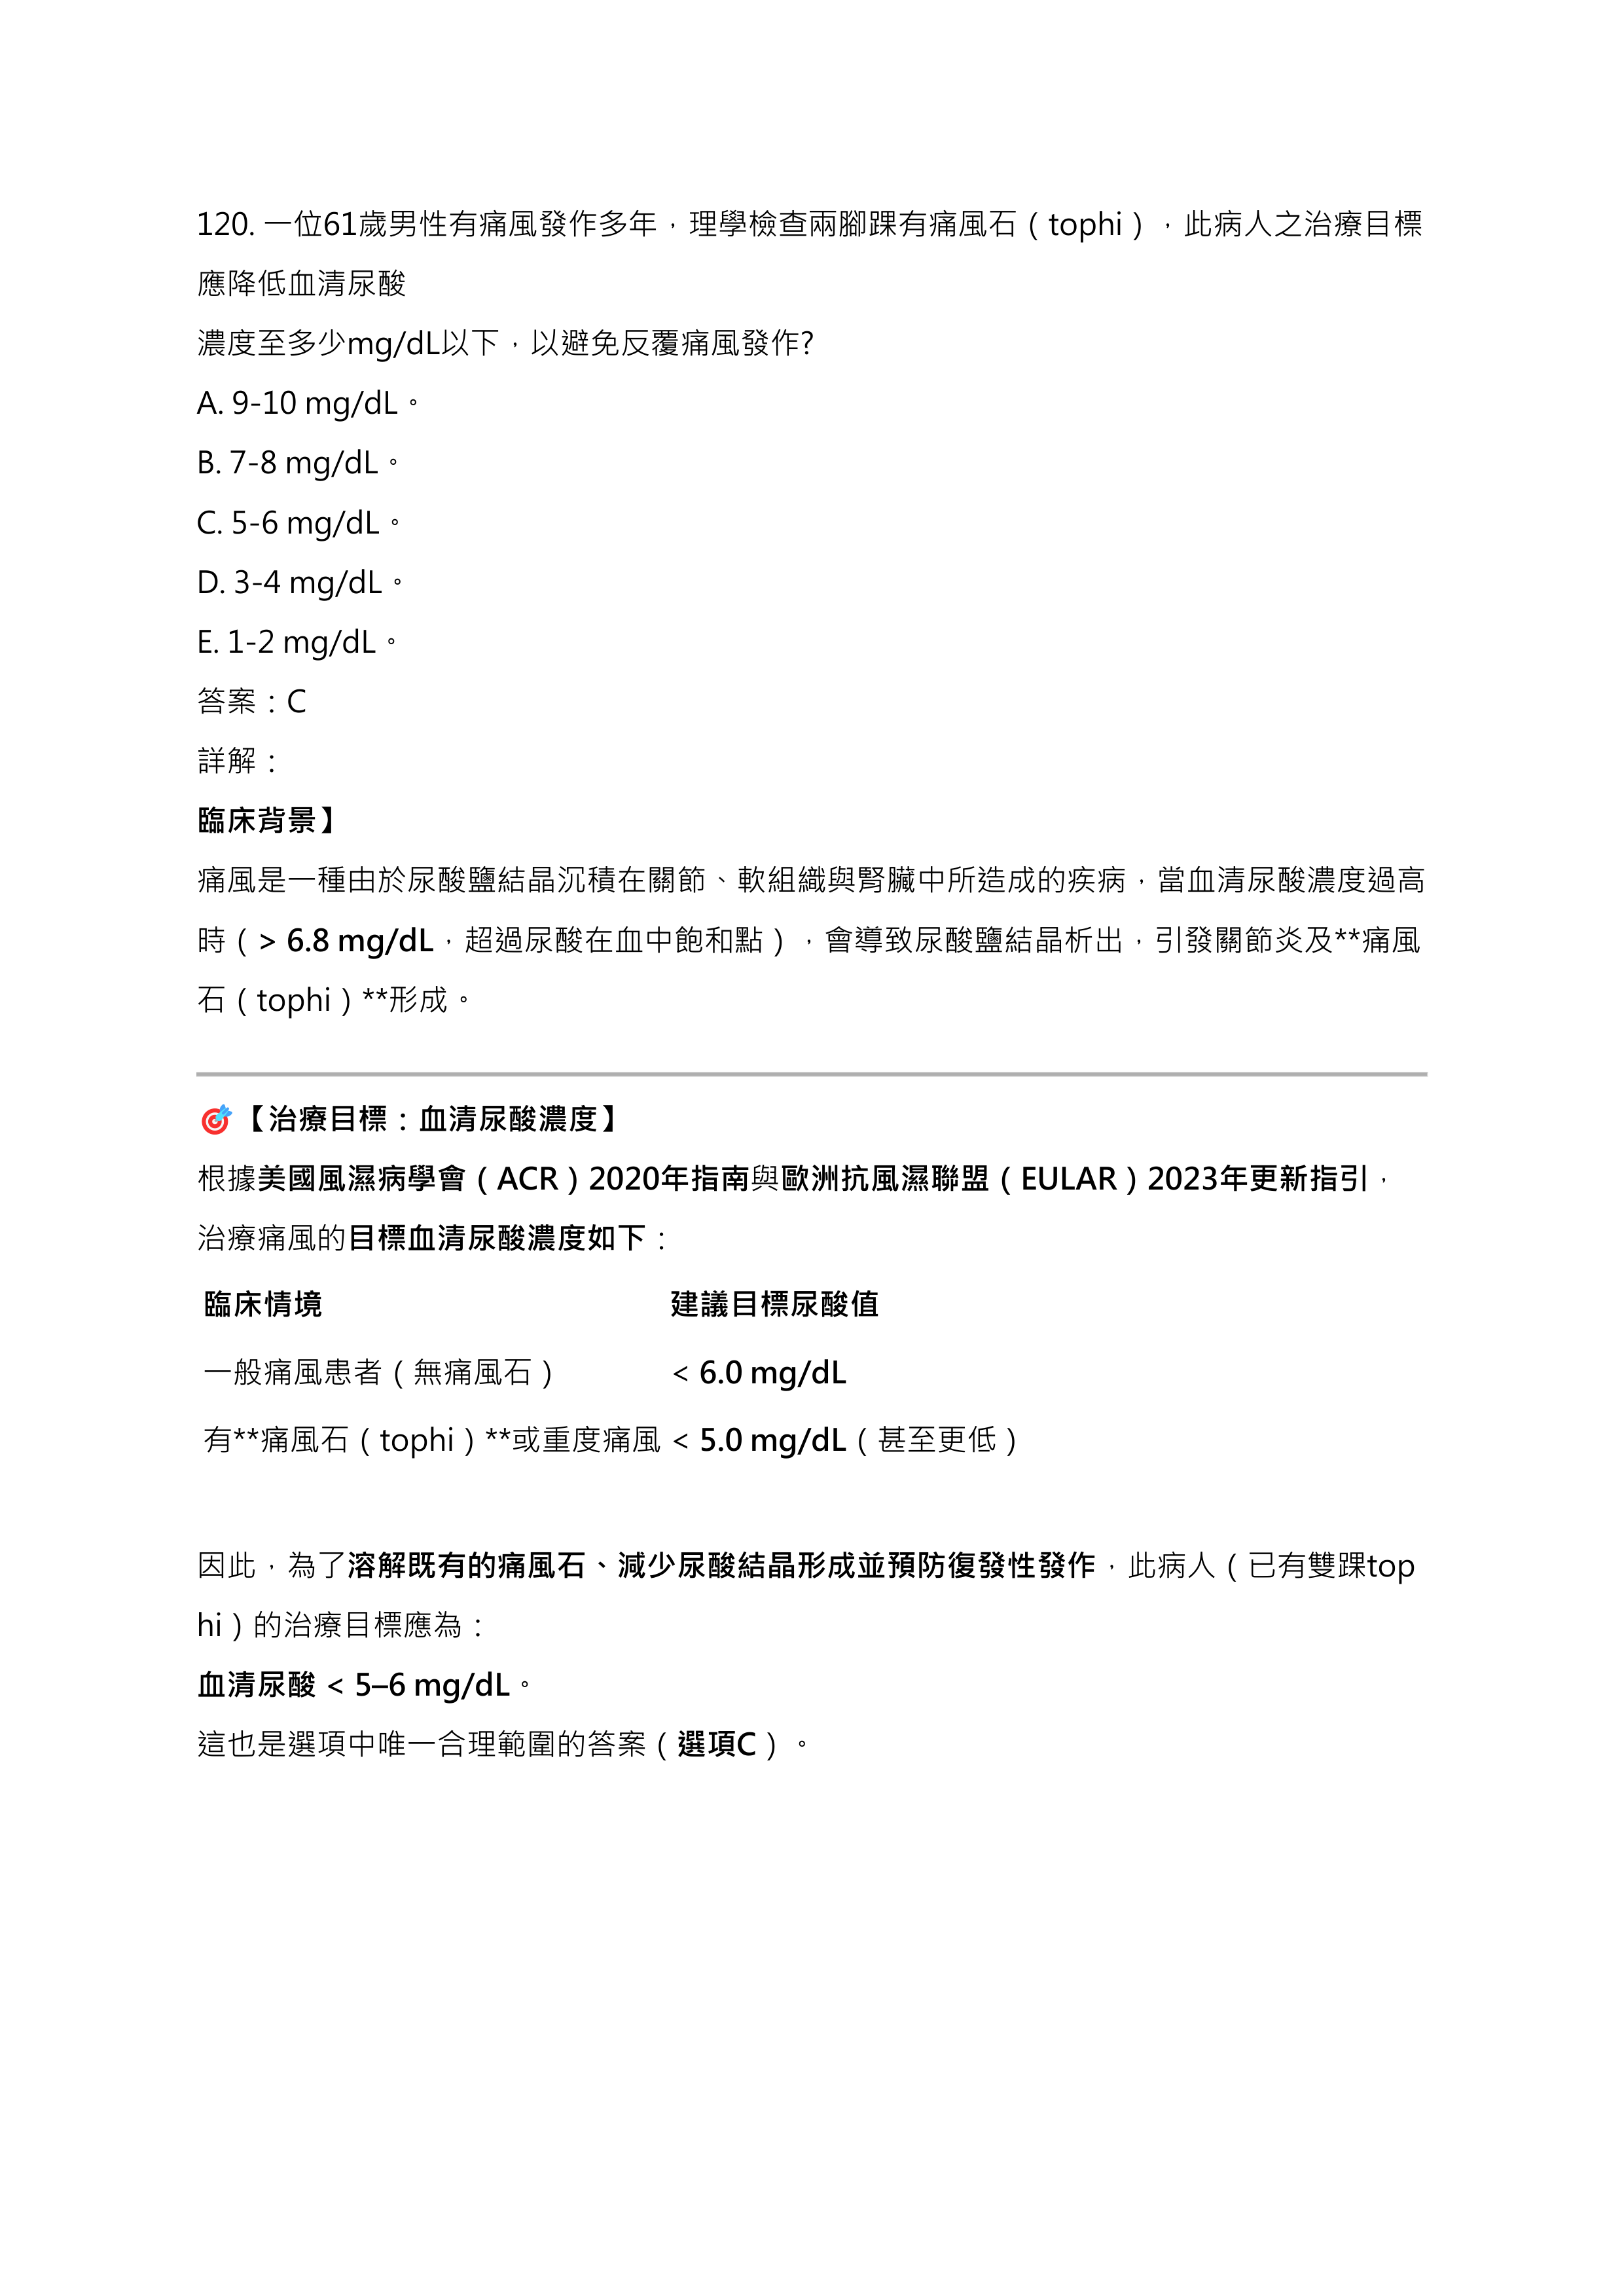 120. 一位61歲男性有痛風發作多年，理學檢查兩腳踝有痛風石（tophi），此病人之治療目標
應降低血清尿酸
濃度至多少mg/dL以下，以避免反覆痛風發作?
A. 9-10 mg/dL。
B. 7-8 mg/dL。
C. 5-6 mg/dL。
D. 3-4 mg/dL。
E. 1-2 mg/dL。
答案：C
詳解：
臨床背景】
痛風是一種由於尿酸鹽結晶沉積在關節、軟組織與腎臟中所造成的疾病，當血清尿酸濃度過高
時（> 6.8 mg/dL，超過尿酸在血中飽和點），會導致尿酸鹽結晶析出，引發關節炎及**痛風
石（tophi）**形成。
🎯【治療目標：血清尿酸濃度】
根據美國風濕病學會（ACR）2020年指南與歐洲抗風濕聯盟（EULAR）2023年更新指引，
治療痛風的目標血清尿酸濃度如下：
臨床情境 建議目標尿酸值
一般痛風患者（無痛風石） < 6.0 mg/dL
有**痛風石（tophi）**或重度痛風 < 5.0 mg/dL（甚至更低）
因此，為了溶解既有的痛風石、減少尿酸結晶形成並預防復發性發作，此病人（已有雙踝top
hi）的治療目標應為：
血清尿酸 < 5–6 mg/dL。
這也是選項中唯一合理範圍的答案（選項C）。